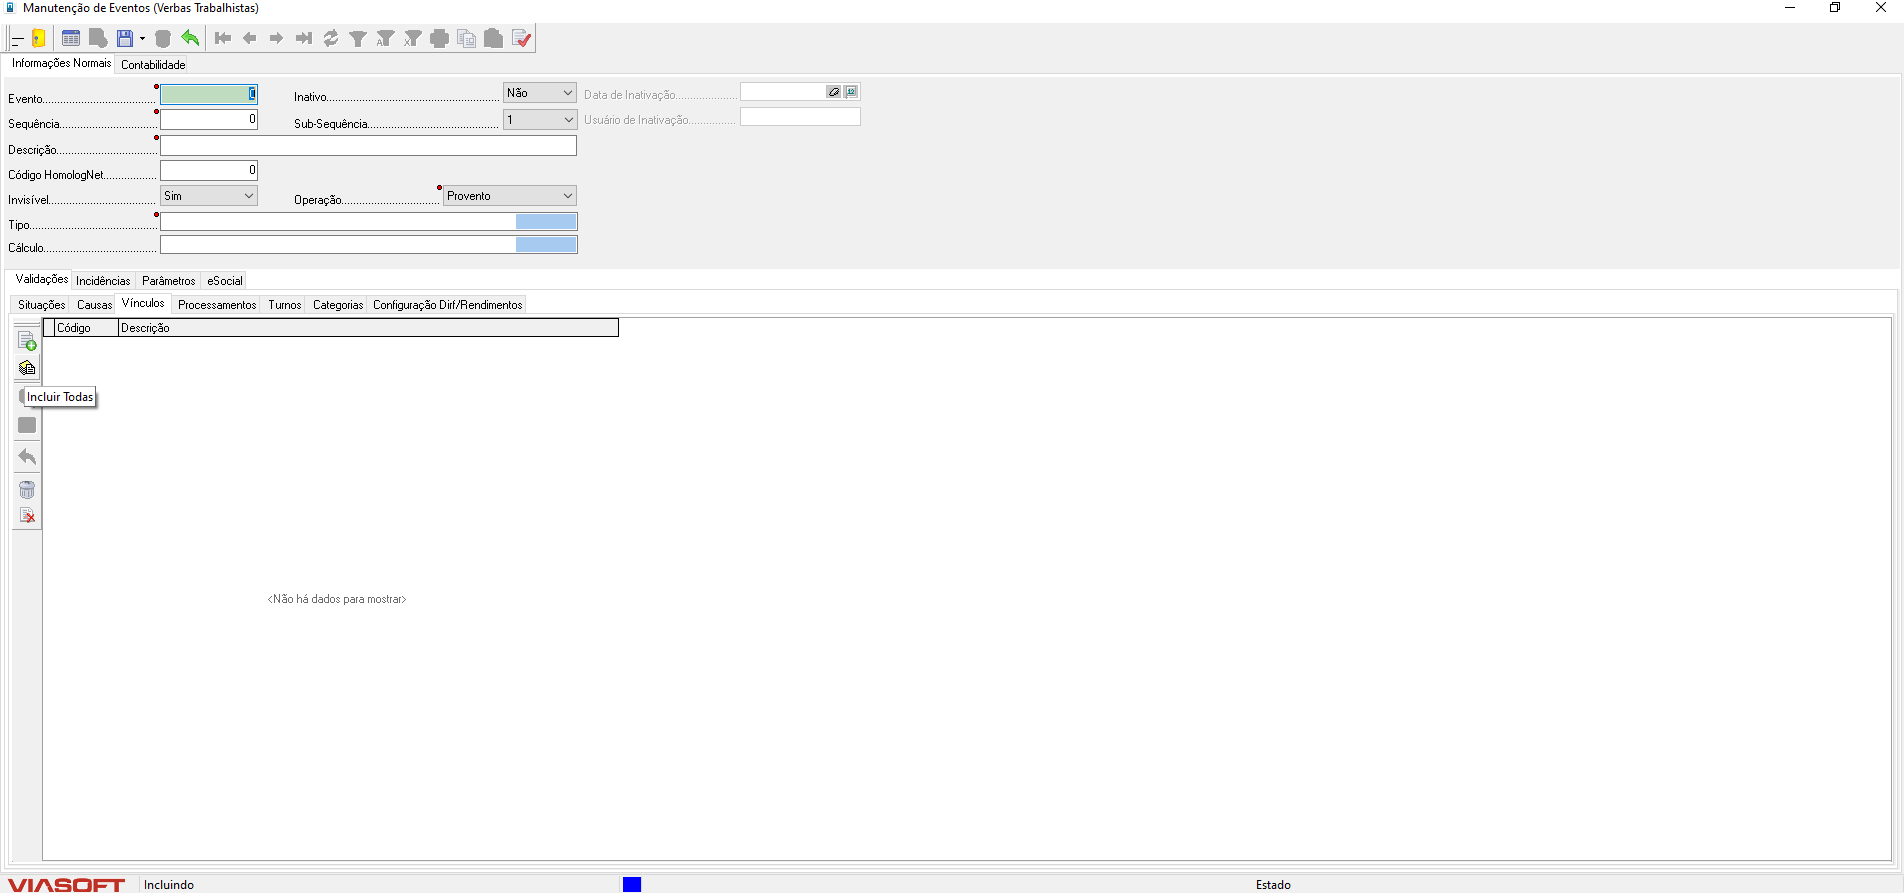 Manutenção de Eventos (Verbas Trabalhistas)
Informações Normais Contabilidade
Evento 0 Inativo Não Data de Inativação
Sequência 0 Sub-Sequência 1 Usuário de Inativação
Descrição
Código HomologNet 0
Invisível Sim Operação Provento
Tipo
Cálculo
Validações Incidências Parâmetros eSocial
Situações Causas Vínculos Processamentos Turnos Categorias Configuração Dirf/Rendimentos
Código Descrição
Incluir Todas
<Não há dados para mostrar>
VIASOFT Incluindo Estado